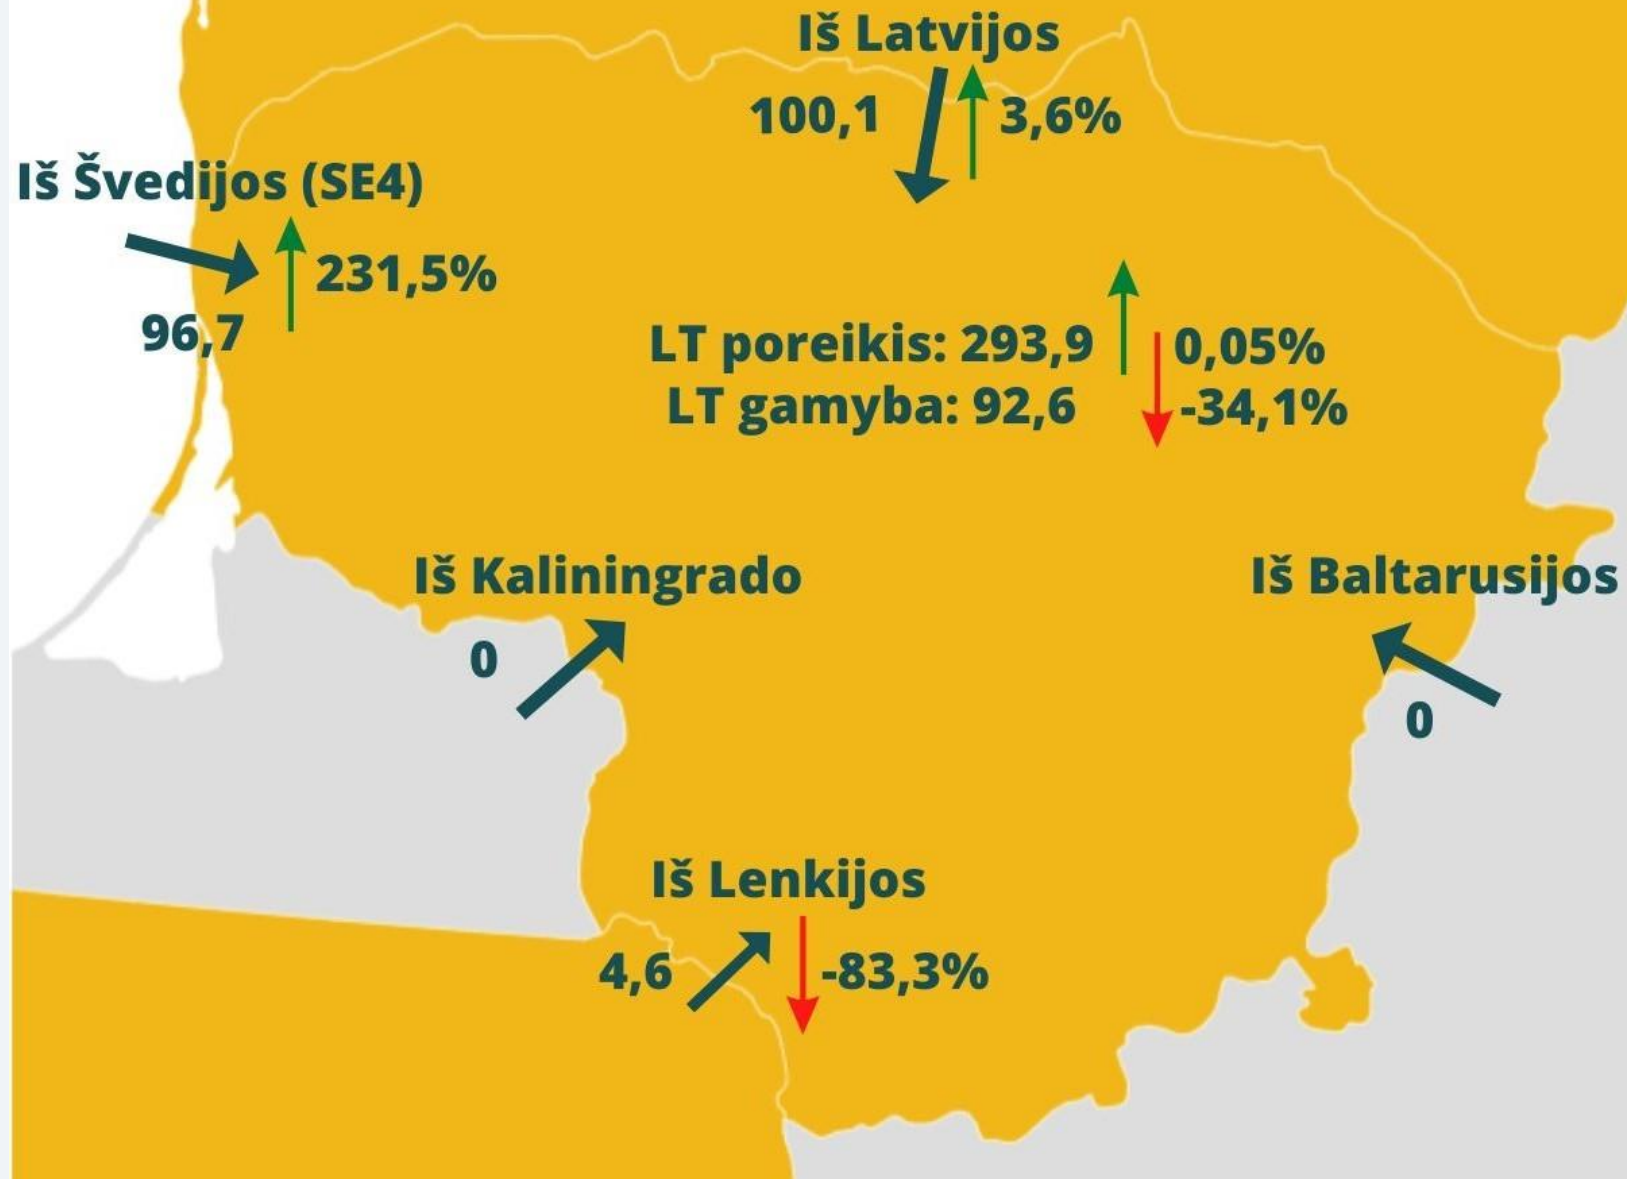 Iš Latvijos
100,1 3,6%
Iš Švedijos (SE4)
231,5%
96,7
LT poreikis: 293,9 0,05%
LT gamyba: 92,6 -34,1%
Iš Kaliningrado
0
Iš Baltarusijos
0
Iš Lenkijos
4,6 -83,3%